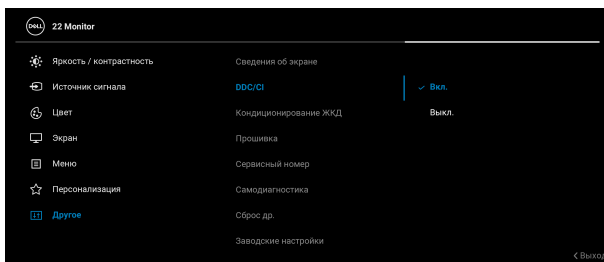 DELL 22 Monitor
Яркость / контрастность Сведения об экране
Источник сигнала DDC/CI Вкл.
Цвет Кондиционирование ЖКД Выкл.
Экран Прошивка
Меню Сервисный номер
Персонализация Самодиагностика
Другое Сброс др.
Заводские настройки
Выход